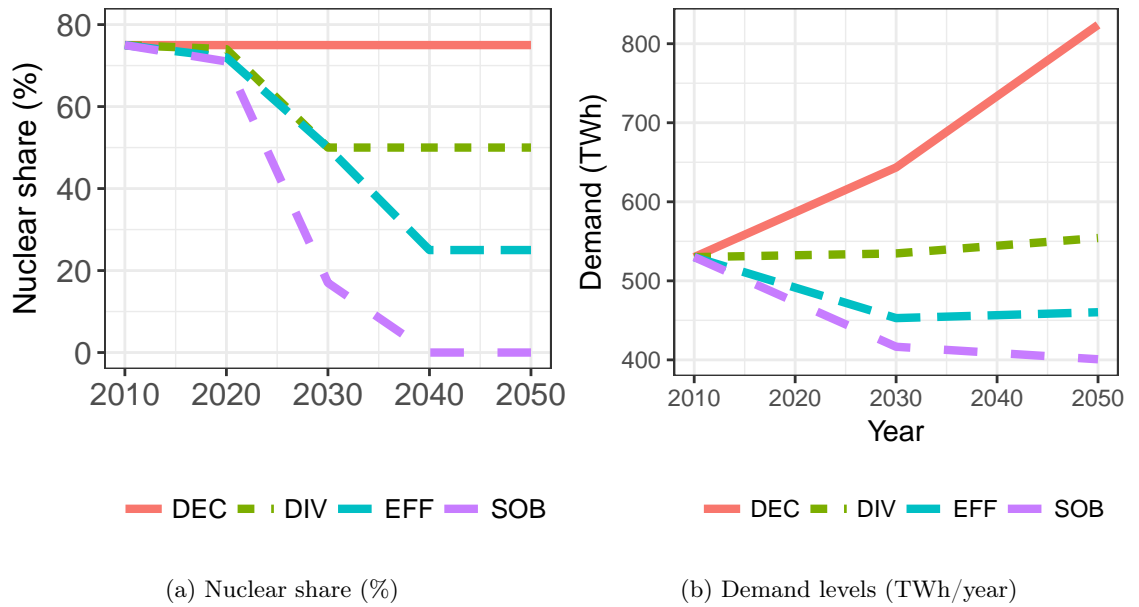 Nuclear share (%)
80
60
40
20
0
2010 2020 2030 2040 2050
DEC DIV EFF SOB
(a) Nuclear share (%)
Demand (TWh)
800
700
600
500
400
2010 2020 2030 2040 2050
Year
DEC DIV EFF SOB
(b) Demand levels (TWh/year)